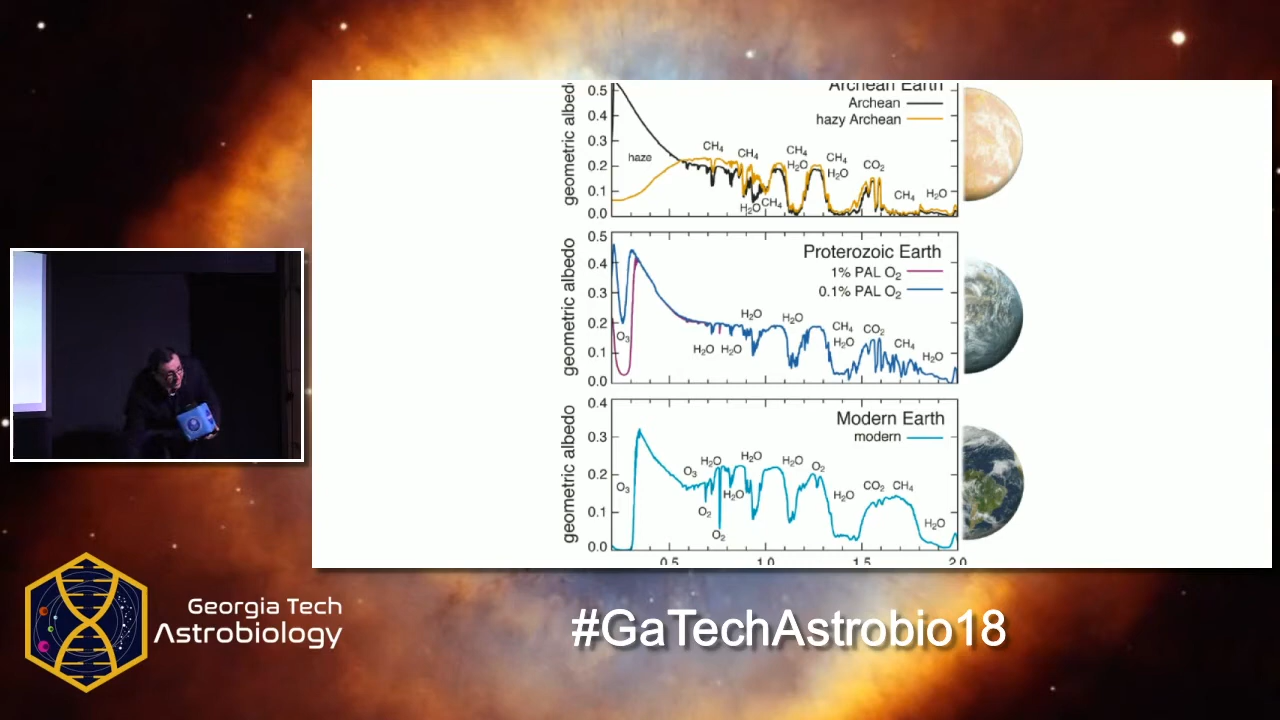 Archean Earth
Archean
hazy Archean
geometric albedo
0.5
0.4
0.3
0.2
0.1
0.0
haze
CH₄
CH₄
CH₄
H₂O
CH₄
H₂O
CO₂
CH₄
H₂O
H₂O
CH₄
Proterozoic Earth
1% PAL O₂
0.1% PAL O₂
geometric albedo
0.5
0.4
0.3
0.2
0.1
0.0
O₃
H₂O
H₂O
H₂O
H₂O
CH₄
H₂O
CO₂
CH₄
H₂O
Modern Earth
modern
geometric albedo
0.4
0.3
0.2
0.1
0.0
O₃
O₃
H₂O
H₂O
H₂O
O₂
H₂O
O₂
O₂
H₂O
CO₂
CH₄
H₂O
0.5
1.0
1.5
2.0
Georgia Tech
Astrobiology
#GaTechAstrobio18